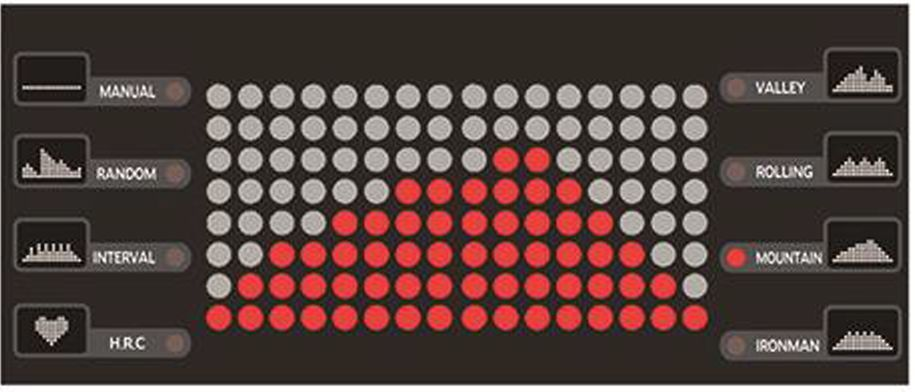 MANUAL
RANDOM
INTERVAL
H.R.C
VALLEY
ROLLING
MOUNTAIN
IRONMAN